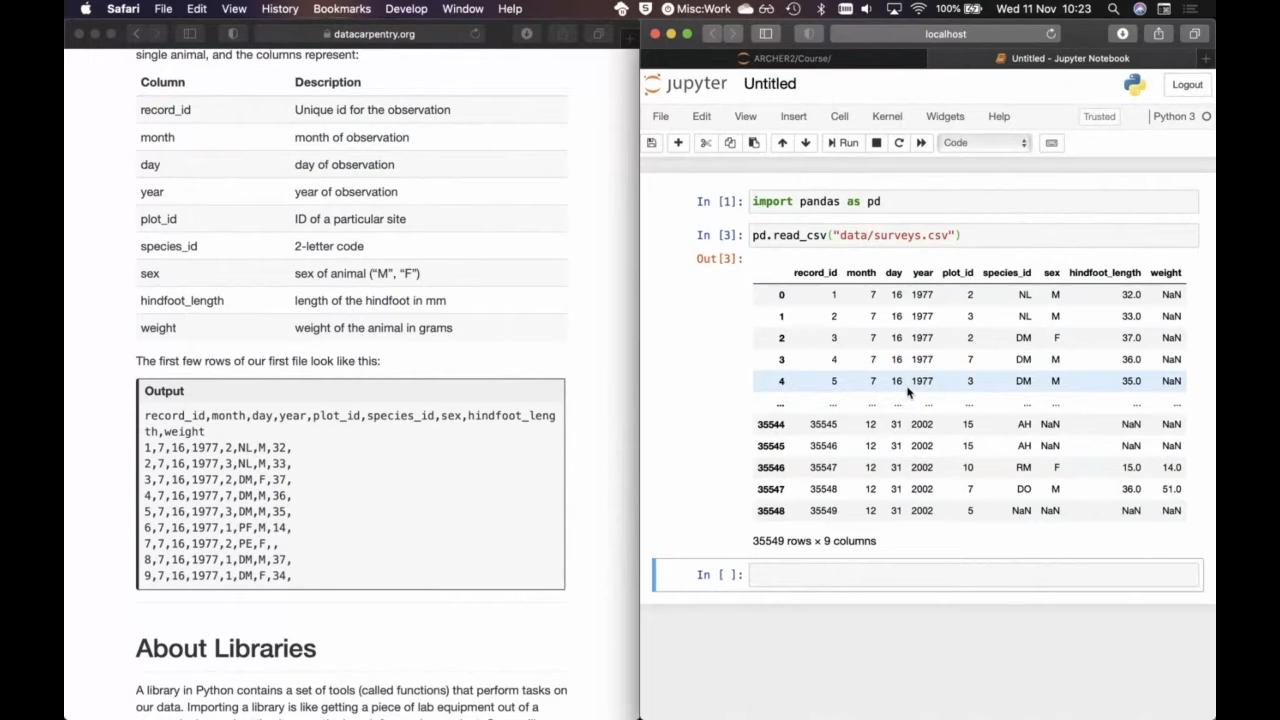 Safari File Edit View History Bookmarks Develop Window Help Misc:Work 100% Wed 11 Nov 10:23
datacarpentry.org
single animal, and the columns represent:
Column Description
record_id Unique id for the observation
month month of observation
day day of observation
year year of observation
plot_id ID of a particular site
species_id 2-letter code
sex sex of animal (“M”, “F”)
hindfoot_length length of the hindfoot in mm
weight weight of the animal in grams
The first few rows of our first file look like this:
Output
record_id,month,day,year,plot_id,species_id,sex,hindfoot_leng
th,weight
1,7,16,1977,2,NL,M,32,
2,7,16,1977,3,NL,M,33,
3,7,16,1977,2,DM,F,37,
4,7,16,1977,7,DM,M,36,
5,7,16,1977,3,DM,M,35,
6,7,16,1977,1,PF,M,14,
7,7,16,1977,2,PE,F,,
8,7,16,1977,1,DM,M,37,
9,7,16,1977,1,DM,F,34,
About Libraries
A library in Python contains a set of tools (called functions) that perform tasks on
our data. Importing a library is like getting a piece of lab equipment out of a
localhost
ARCHER2/Course/ Untitled - Jupyter Notebook
jupyter Untitled Logout
File Edit View Insert Cell Kernel Widgets Help Trusted Python 3
Run Code
In [1]: import pandas as pd
In [3]: pd.read_csv("data/surveys.csv")
Out[3]:
record_id month day year plot_id species_id sex hindfoot_length weight
0 1 7 16 1977 2 NL M 32.0 NaN
1 2 7 16 1977 3 NL M 33.0 NaN
2 3 7 16 1977 2 DM F 37.0 NaN
3 4 7 16 1977 7 DM M 36.0 NaN
4 5 7 16 1977 3 DM M 35.0 NaN
... ... ... ... ... ... ... ... ... ...
35544 35545 12 31 2002 15 AH NaN NaN NaN
35545 35546 12 31 2002 15 AH NaN NaN NaN
35546 35547 12 31 2002 10 RM F 15.0 14.0
35547 35548 12 31 2002 7 DO M 36.0 51.0
35548 35549 12 31 2002 5 NaN NaN NaN NaN
35549 rows × 9 columns
In [ ]: